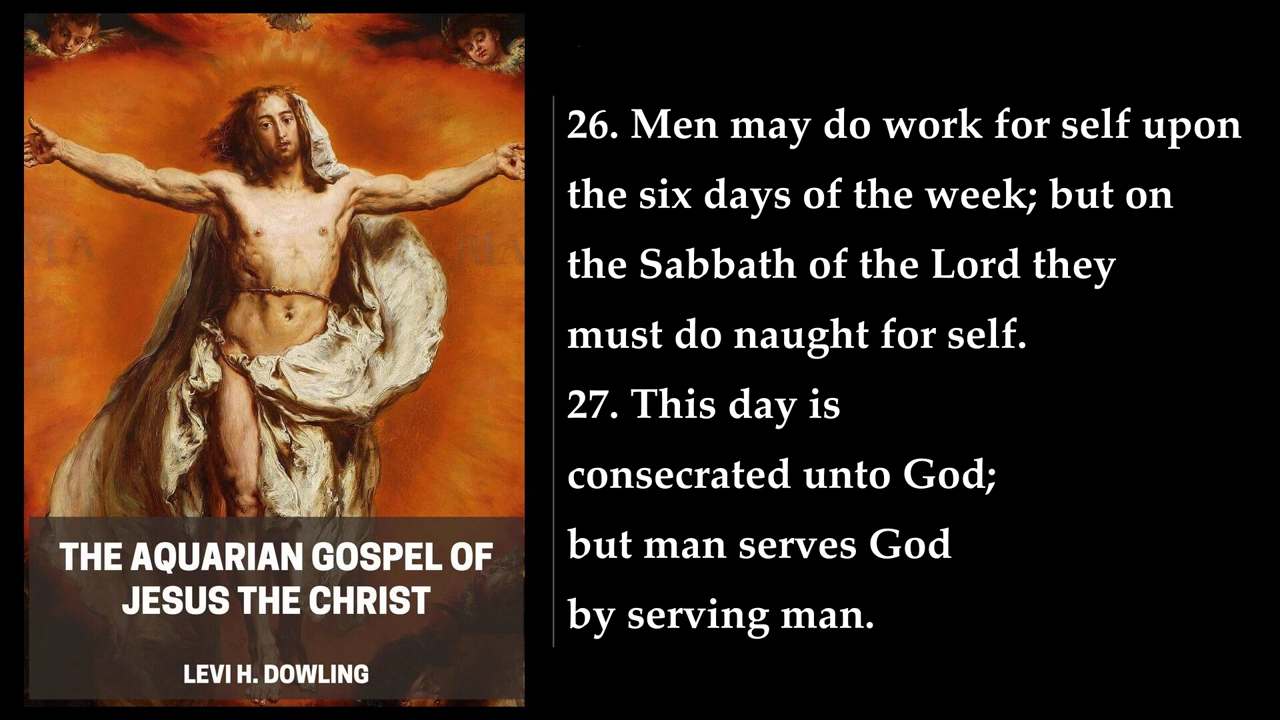 THE AQUARIAN GOSPEL OF
JESUS THE CHRIST
LEVI H. DOWLING
26. Men may do work for self upon
the six days of the week; but on
the Sabbath of the Lord they
must do naught for self.
27. This day is
consecrated unto God;
but man serves God
by serving man.